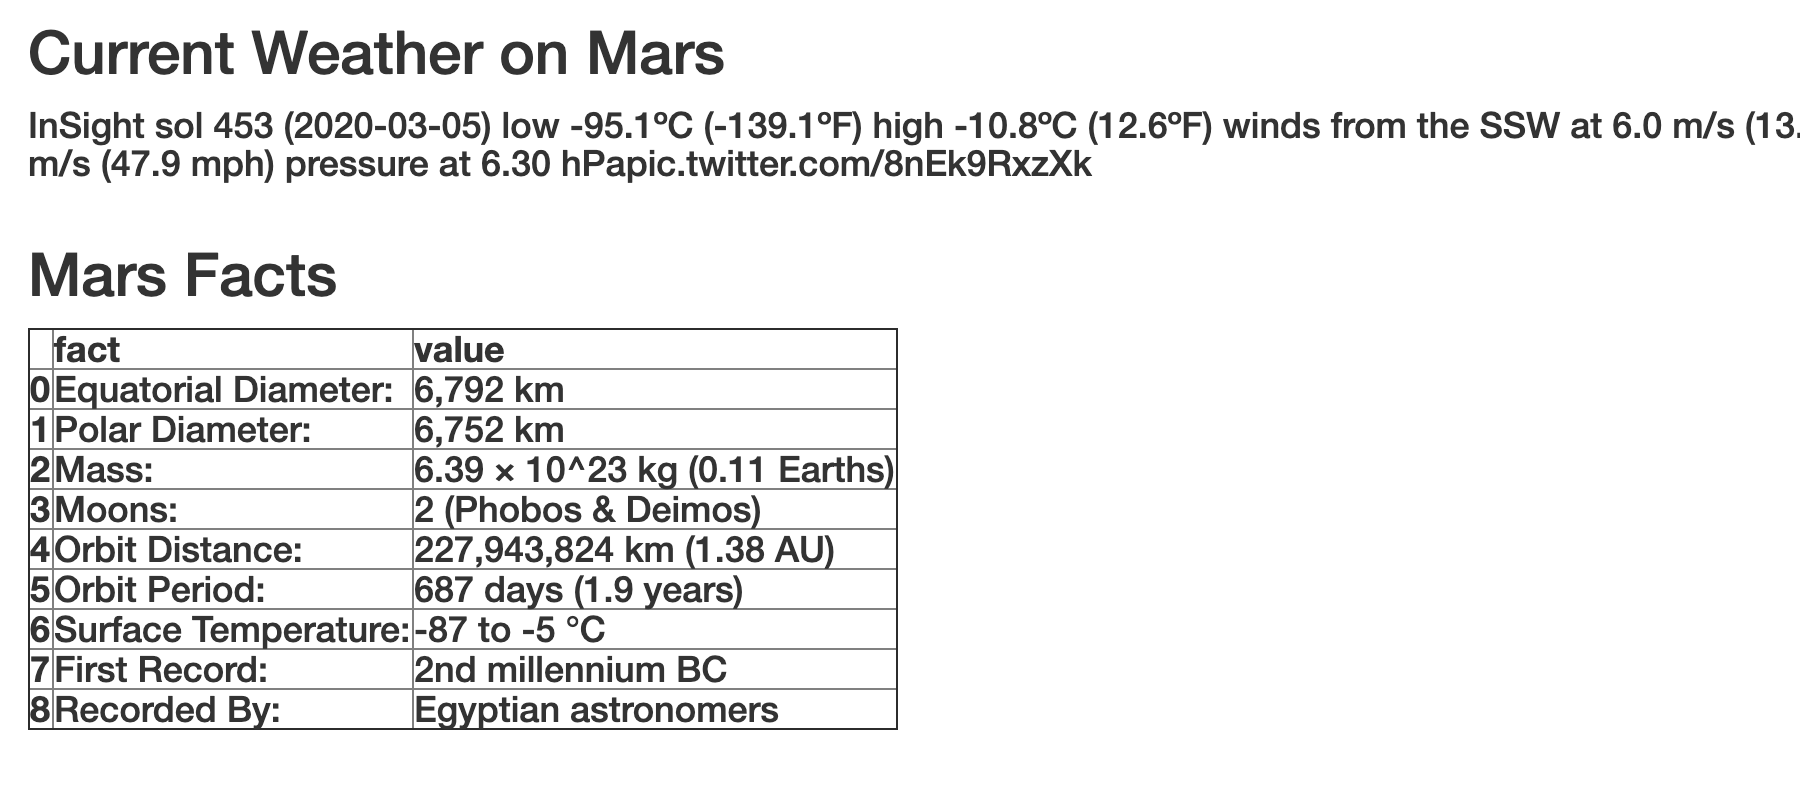 Current Weather on Mars
InSight sol 453 (2020-03-05) low -95.1ºC (-139.1ºF) high -10.8ºC (12.6ºF) winds from the SSW at 6.0 m/s (13.
m/s (47.9 mph) pressure at 6.30 hPapic.twitter.com/8nEk9RxzXk
Mars Facts
fact value
0 Equatorial Diameter: 6,792 km
1 Polar Diameter: 6,752 km
2 Mass: 6.39 × 10^23 kg (0.11 Earths)
3 Moons: 2 (Phobos & Deimos)
4 Orbit Distance: 227,943,824 km (1.38 AU)
5 Orbit Period: 687 days (1.9 years)
6 Surface Temperature: -87 to -5 °C
7 First Record: 2nd millennium BC
8 Recorded By: Egyptian astronomers